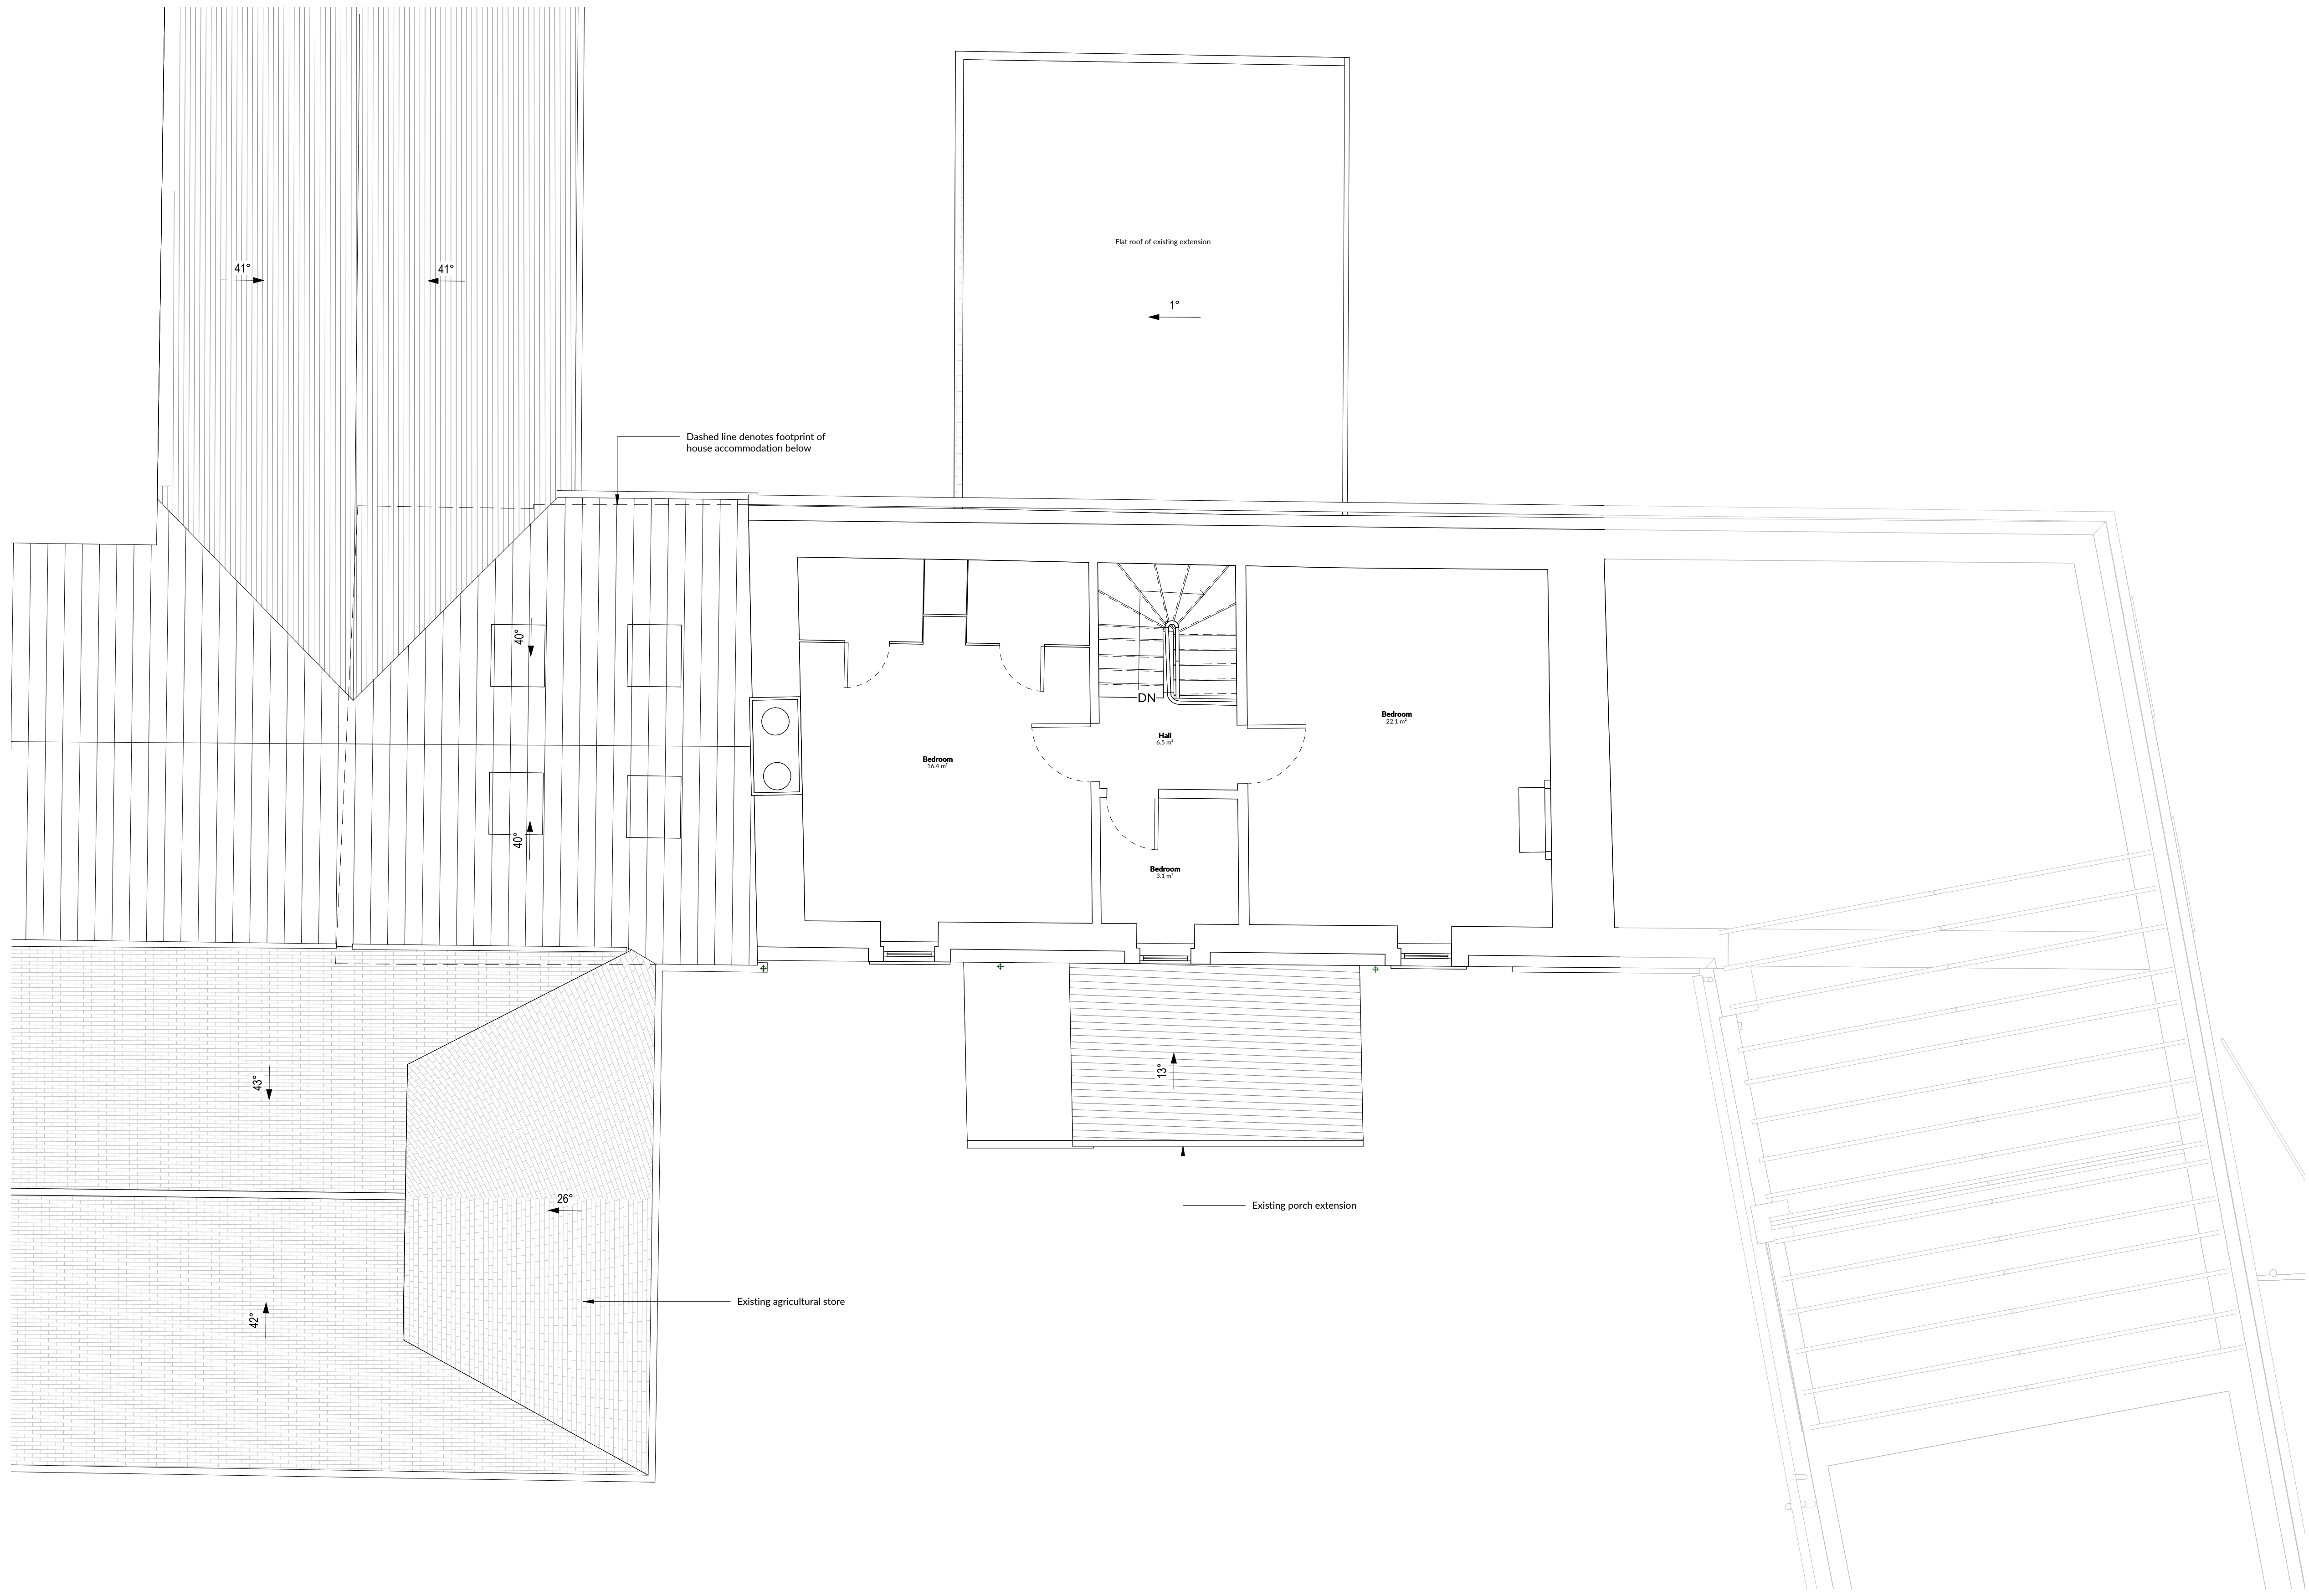 41°
41°
Flat roof of existing extension
1°
Dashed line denotes footprint of
house accommodation below
40°
40°
DN
Bedroom
16.4 m²
Hall
6.5 m²
Bedroom
22.1 m²
Bedroom
3.1 m²
43°
13°
26°
42°
Existing porch extension
Existing agricultural store